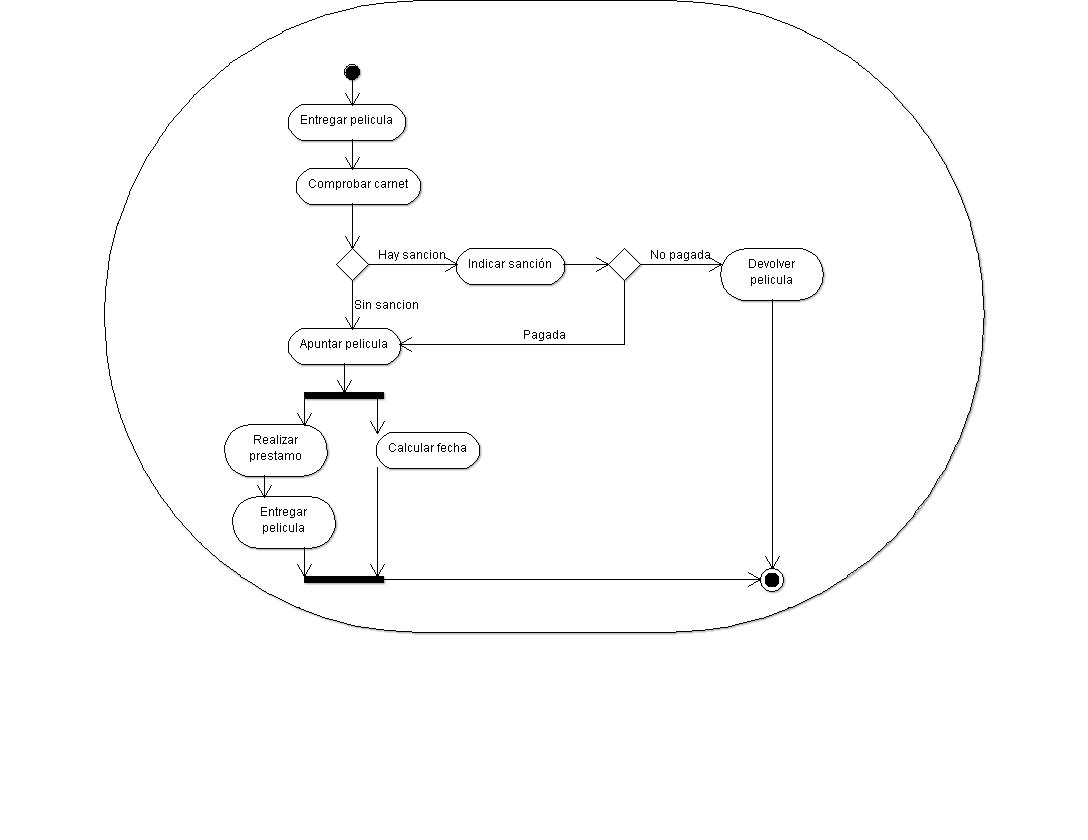 Entregar pelicula
Comprobar carnet
Hay sancion
Indicar sanción
No pagada
Devolver
pelicula
Sin sancion
Apuntar pelicula
Pagada
Realizar
prestamo
Calcular fecha
Entregar
pelicula